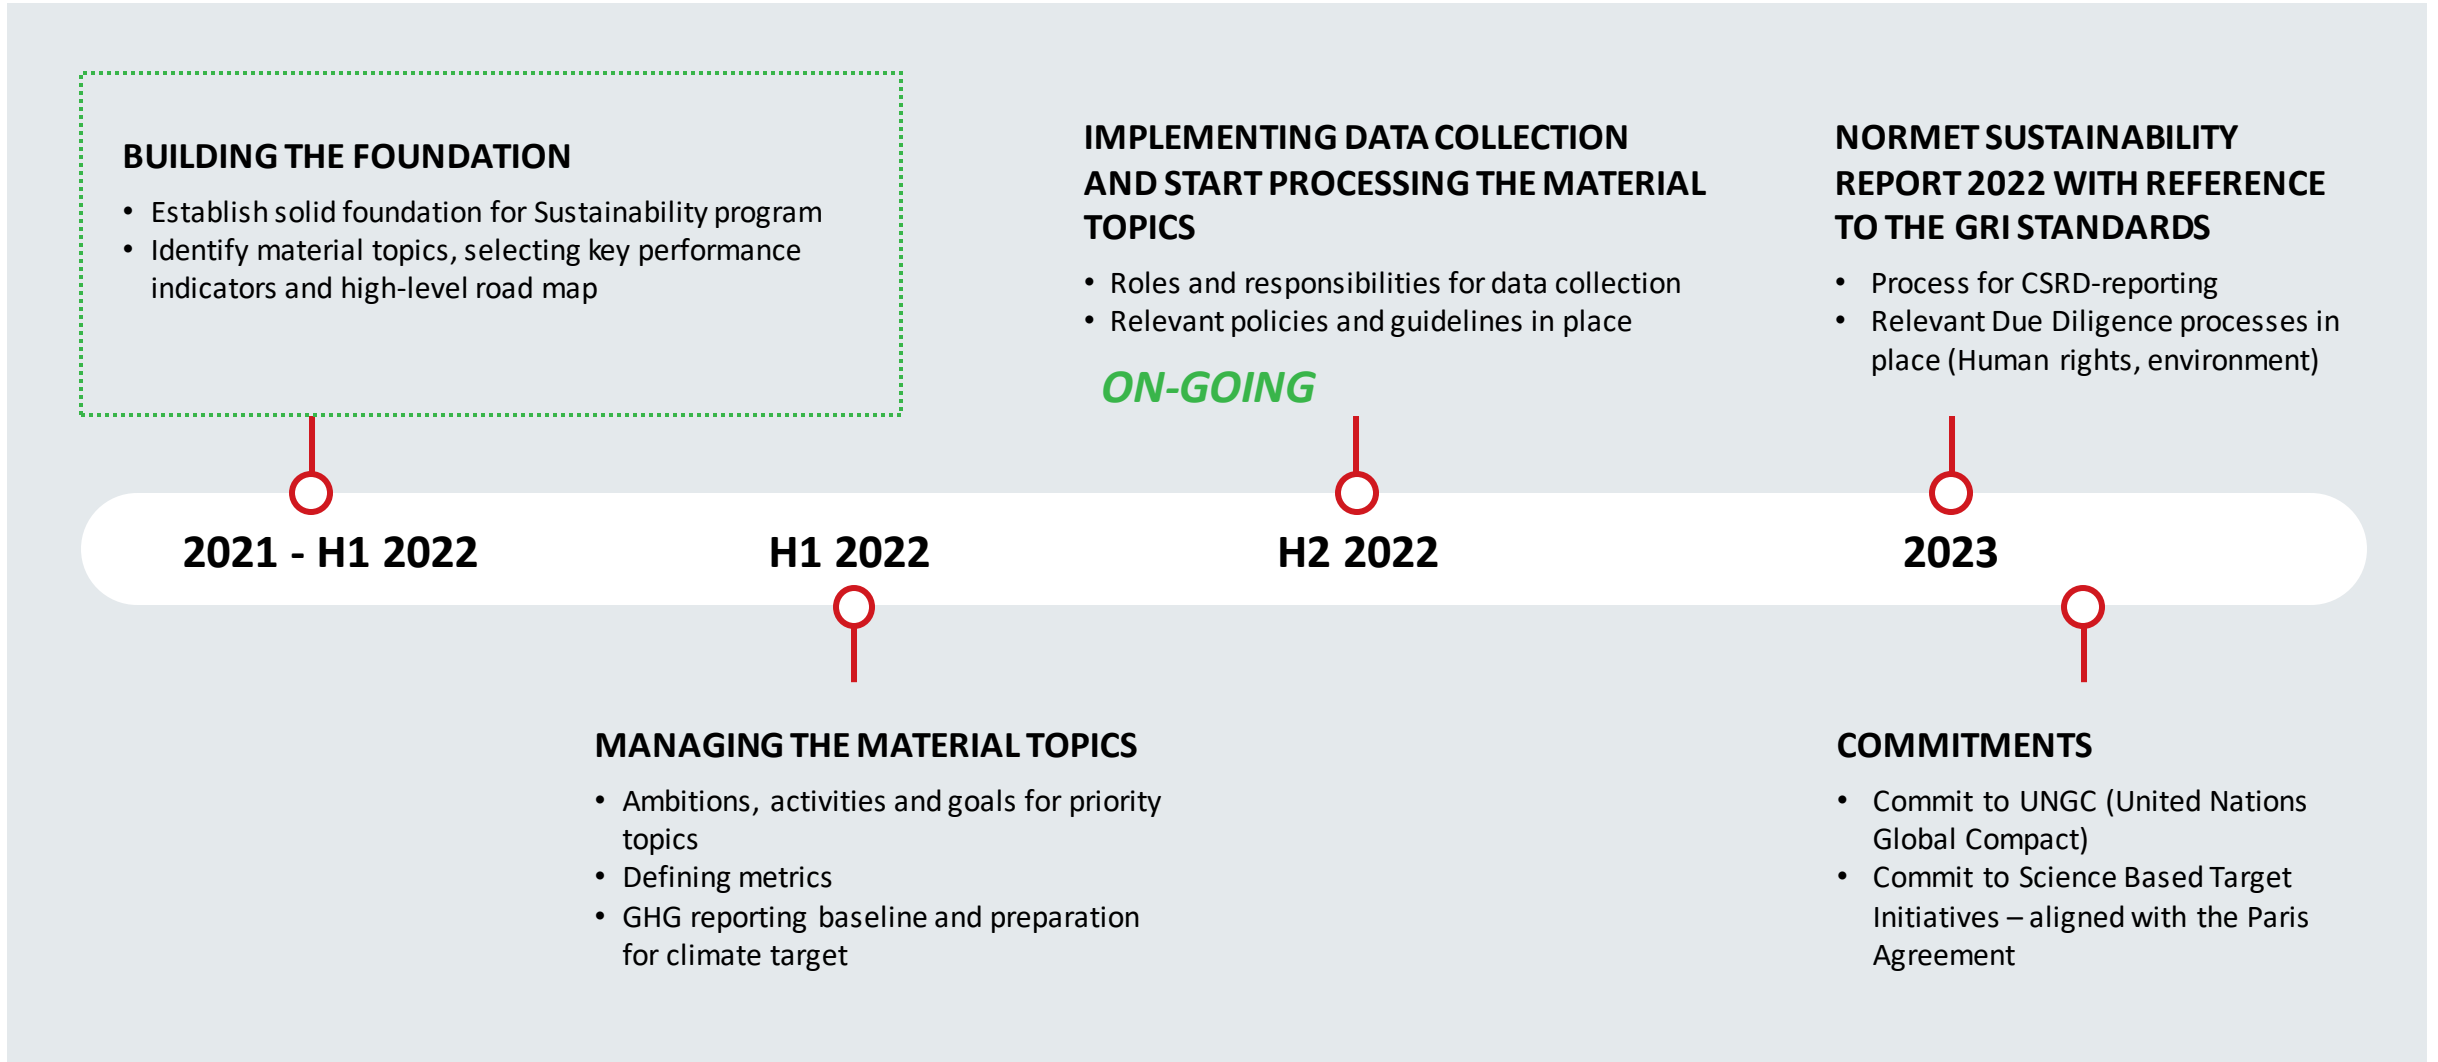 BUILDING THE FOUNDATION
• Establish solid foundation for Sustainability program
• Identify material topics, selecting key performance
indicators and high-level road map
IMPLEMENTING DATA COLLECTION
AND START PROCESSING THE MATERIAL
TOPICS
• Roles and responsibilities for data collection
• Relevant policies and guidelines in place
ON-GOING
NORMET SUSTAINABILITY
REPORT 2022 WITH REFERENCE
TO THE GRI STANDARDS
• Process for CSRD-reporting
• Relevant Due Diligence processes in
place (Human rights, environment)
2021 - H1 2022
H1 2022
H2 2022
2023
MANAGING THE MATERIAL TOPICS
• Ambitions, activities and goals for priority
topics
• Defining metrics
• GHG reporting baseline and preparation
for climate target
COMMITMENTS
• Commit to UNGC (United Nations
Global Compact)
• Commit to Science Based Target
Initiatives – aligned with the Paris
Agreement